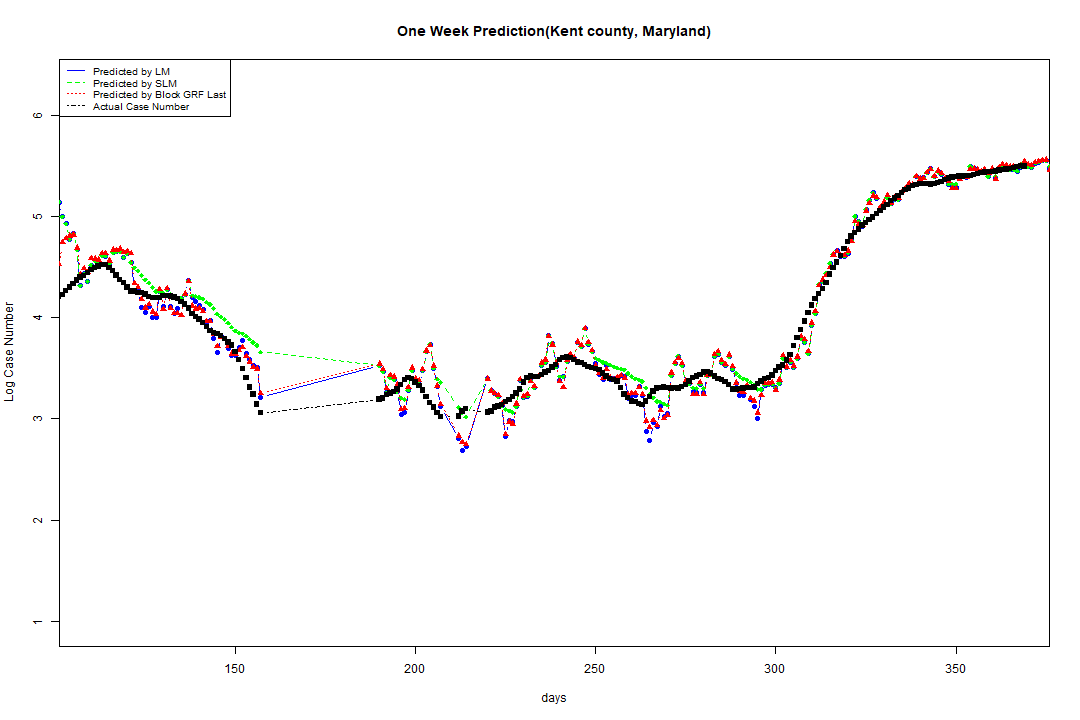 One Week Prediction(Kent county, Maryland)
Predicted by LM
Predicted by SLM
Predicted by Block GRF Last
Actual Case Number
6
5
4
3
2
1
Log Case Number
150
200
250
300
350
days